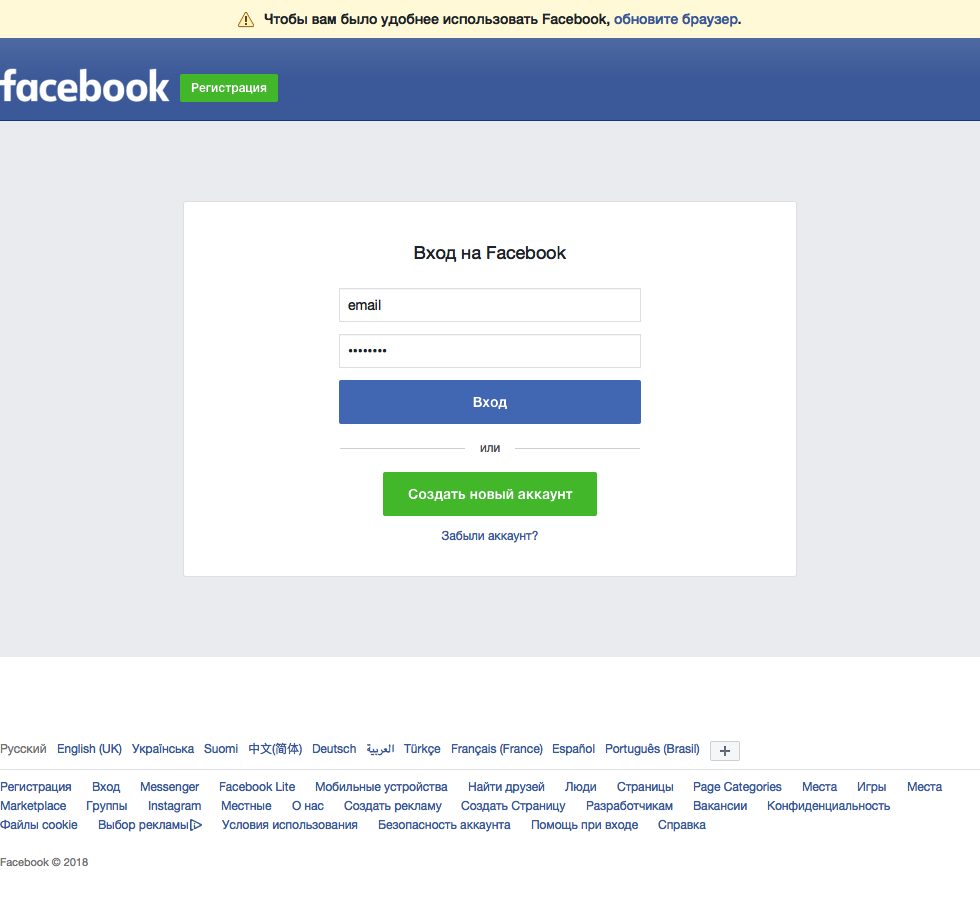 Чтобы вам было удобнее использовать Facebook, обновите браузер.
facebook Регистрация
Вход на Facebook
email
••••••••
Вход
или
Создать новый аккаунт
Забыли аккаунт?
Русский English (UK) Українська Suomi 中文(简体) Deutsch العربية Türkçe Français (France) Español Português (Brasil) +
Регистрация Вход Messenger Facebook Lite Мобильные устройства Найти друзей Люди Страницы Page Categories Места Игры Места
Marketplace Группы Instagram Местные О нас Создать рекламу Создать Страницу Разработчикам Вакансии Конфиденциальность
Файлы cookie Выбор рекламы Условия использования Безопасность аккаунта Помощь при входе Справка
Facebook © 2018